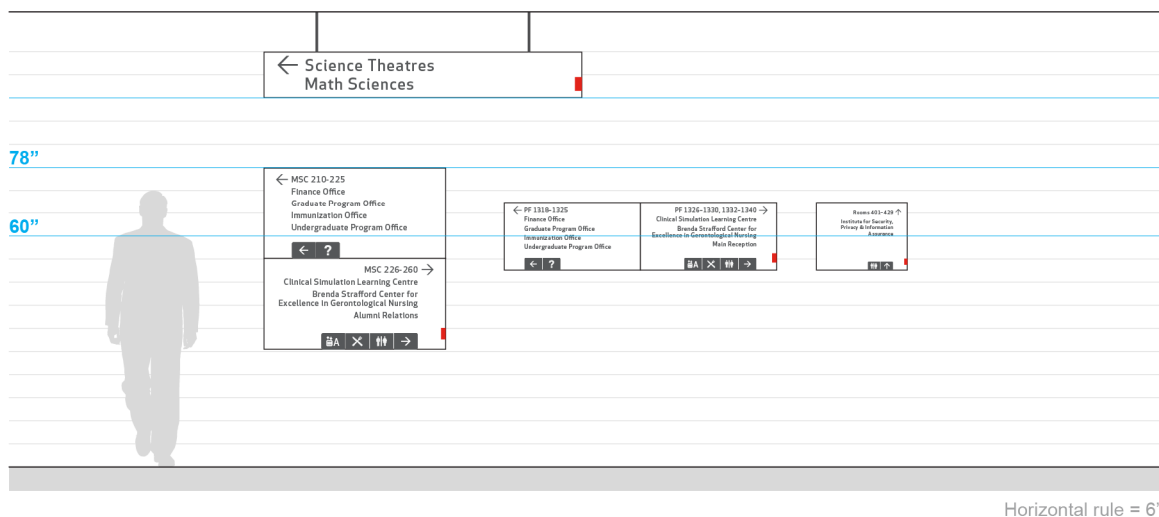 ← Science Theatres
Math Sciences
78”
60”
← MSC 210-225
Finance Office
Graduate Program Office
Immunization Office
Undergraduate Program Office
← ?
MSC 226-260 →
Clinical Simulation Learning Centre
Brenda Strafford Center for
Excellence in Gerontological Nursing
Alumni Relations
A →
← PF 1318-1325
Finance Office
Graduate Program Office
Immunization Office
Undergraduate Program Office
← ?
PF 1326-1330, 1332-1340 →
Clinical Simulation Learning Centre
Brenda Strafford Center for
Excellence in Gerontological Nursing
Main Reception
A →
Rooms 403-429 ↑
Institute for Security,
Privacy & Information
Assurance
↑
Horizontal rule = 6’